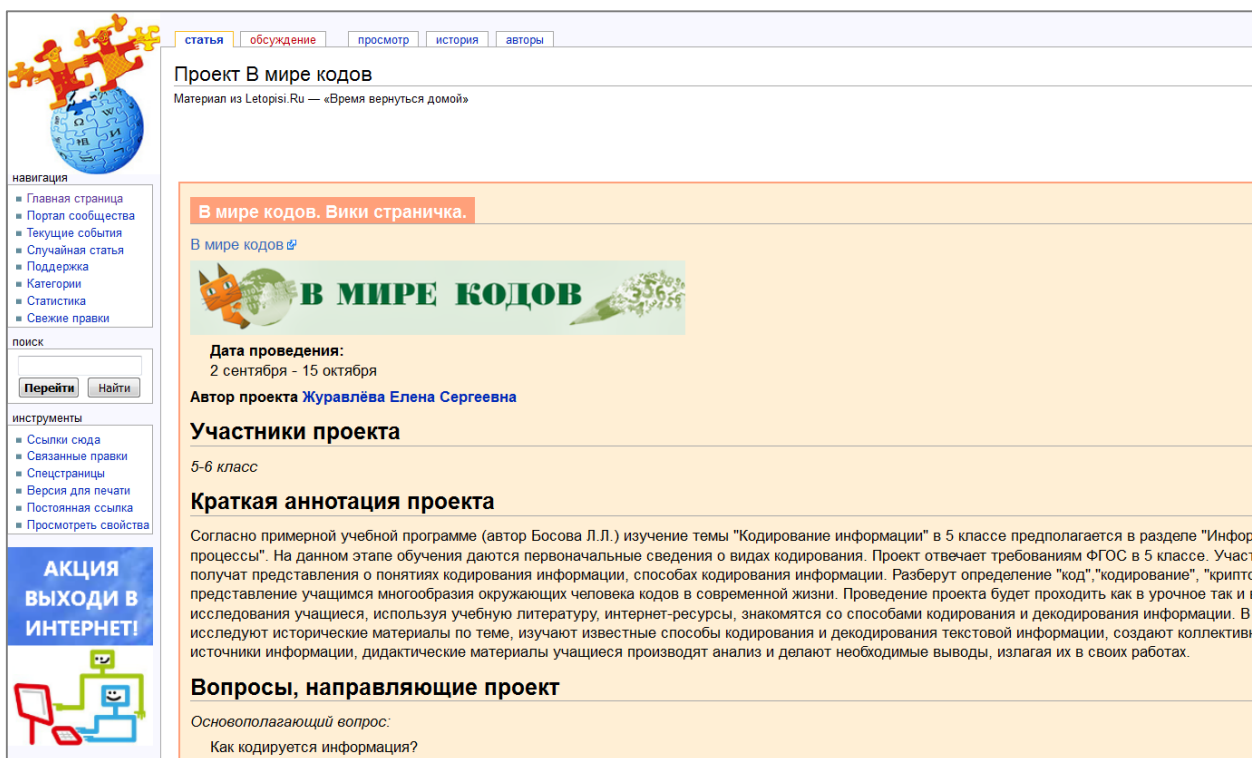 статья обсуждение просмотр история авторы
Проект В мире кодов
Материал из Letopisi.Ru — «Время вернуться домой»
навигация
Главная страница
Портал сообщества
Текущие события
Случайная статья
Поддержка
Категории
Статистика
Свежие правки
поиск
Перейти Найти
инструменты
Ссылки сюда
Связанные правки
Спецстраницы
Версия для печати
Постоянная ссылка
Просмотреть свойства
АКЦИЯ
ВЫХОДИ В
ИНТЕРНЕТ!
В мире кодов. Вики страничка.
В мире кодов
В МИРЕ КОДОВ
Дата проведения:
2 сентября - 15 октября
Автор проекта Журавлёва Елена Сергеевна
Участники проекта
5-6 класс
Краткая аннотация проекта
Согласно примерной учебной программе (автор Босова Л.Л.) изучение темы "Кодирование информации" в 5 классе предполагается в разделе "Инфор
процессы". На данном этапе обучения даются первоначальные сведения о видах кодирования. Проект отвечает требованиям ФГОС в 5 классе. Участ
получат представления о понятиях кодирования информации, способах кодирования информации. Разберут определение "код","кодирование", "крипто
представление учащимся многообразия окружающих человека кодов в современной жизни. Проведение проекта будет проходить как в урочное так и в
исследования учащиеся, используя учебную литературу, интернет-ресурсы, знакомятся со способами кодирования и декодирования информации. В
исследуют исторические материалы по теме, изучают известные способы кодирования и декодирования текстовой информации, создают коллективн
источники информации, дидактические материалы учащиеся производят анализ и делают необходимые выводы, излагая их в своих работах.
Вопросы, направляющие проект
Основополагающий вопрос:
Как кодируется информация?